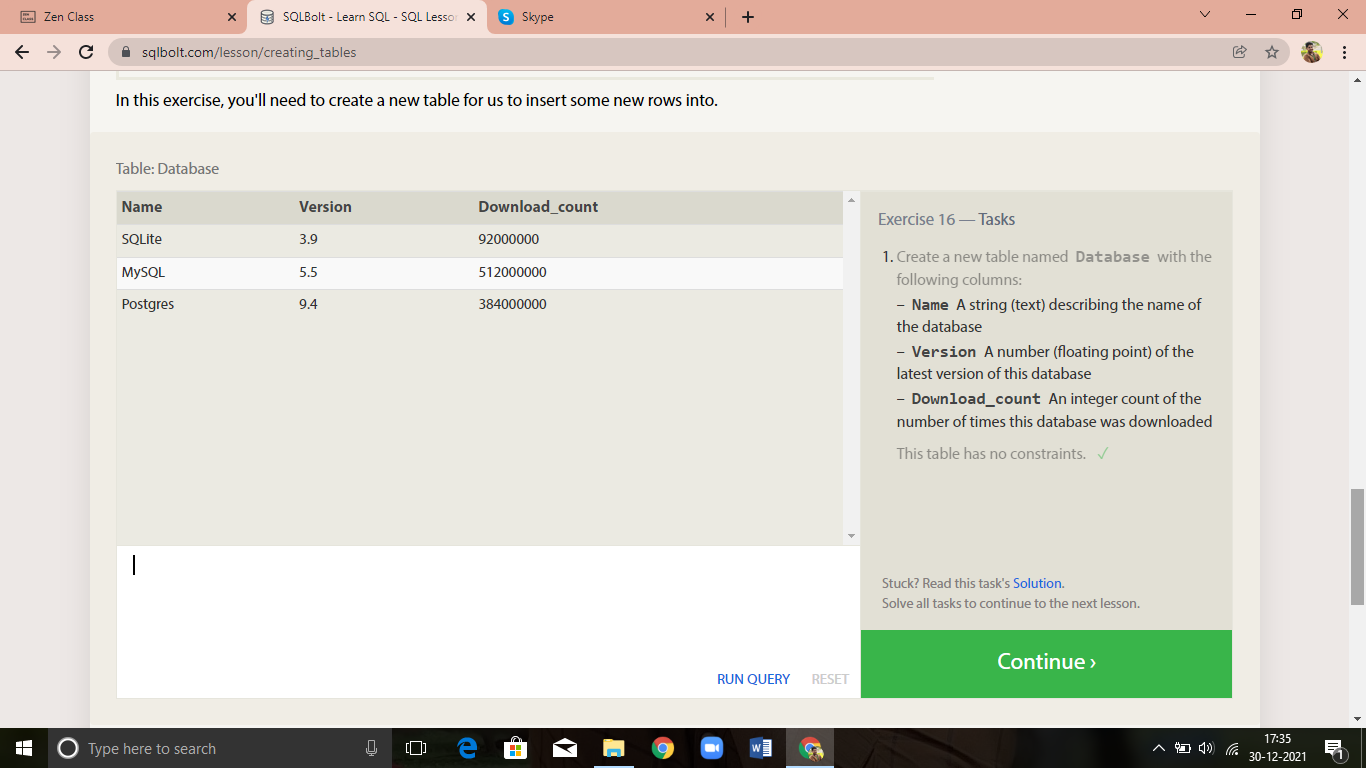 Zen Class
SQLBolt - Learn SQL - SQL Lesson
Skype
sqlbolt.com/lesson/creating_tables
In this exercise, you'll need to create a new table for us to insert some new rows into.
Table: Database
Name Version Download_count
SQLite 3.9 92000000
MySQL 5.5 512000000
Postgres 9.4 384000000
Exercise 16 — Tasks
1. Create a new table named Database with the
following columns:
– Name A string (text) describing the name of
the database
– Version A number (floating point) of the
latest version of this database
– Download_count An integer count of the
number of times this database was downloaded
This table has no constraints. ✓
Stuck? Read this task's Solution.
Solve all tasks to continue to the next lesson.
RUN QUERY RESET
Continue ›
Type here to search
17:35
30-12-2021
1